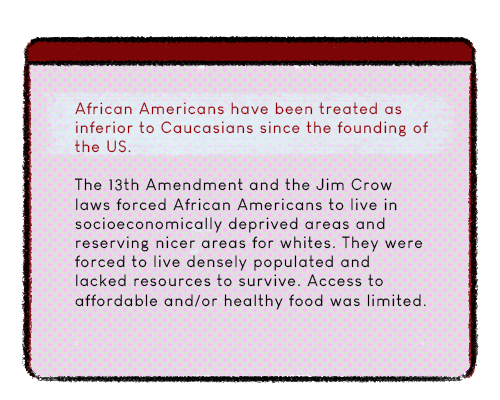 African Americans have been treated as
inferior to Caucasians since the founding of
the US.
The 13th Amendment and the Jim Crow
laws forced African Americans to live in
socioeconomically deprived areas and
reserving nicer areas for whites. They were
forced to live densely populated and
lacked resources to survive. Access to
affordable and/or healthy food was limited.